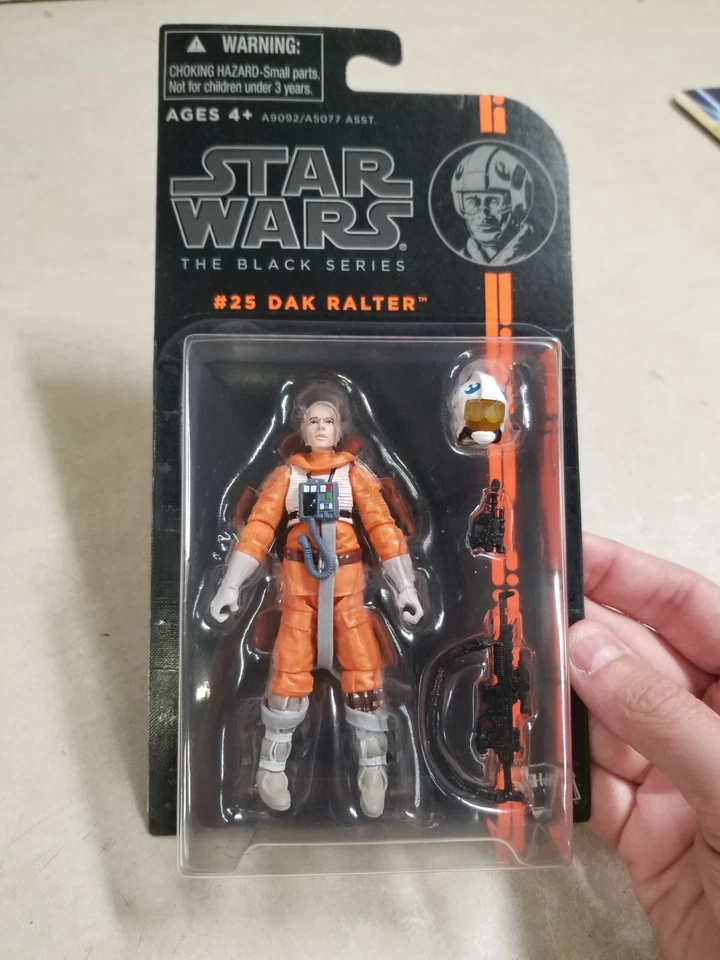 WARNING:
CHOKING HAZARD-Small parts.
Not for children under 3 years.
AGES 4+ A9092/A5077 ASST.
STAR
WARS®
THE BLACK SERIES
#25 DAK RALTER™